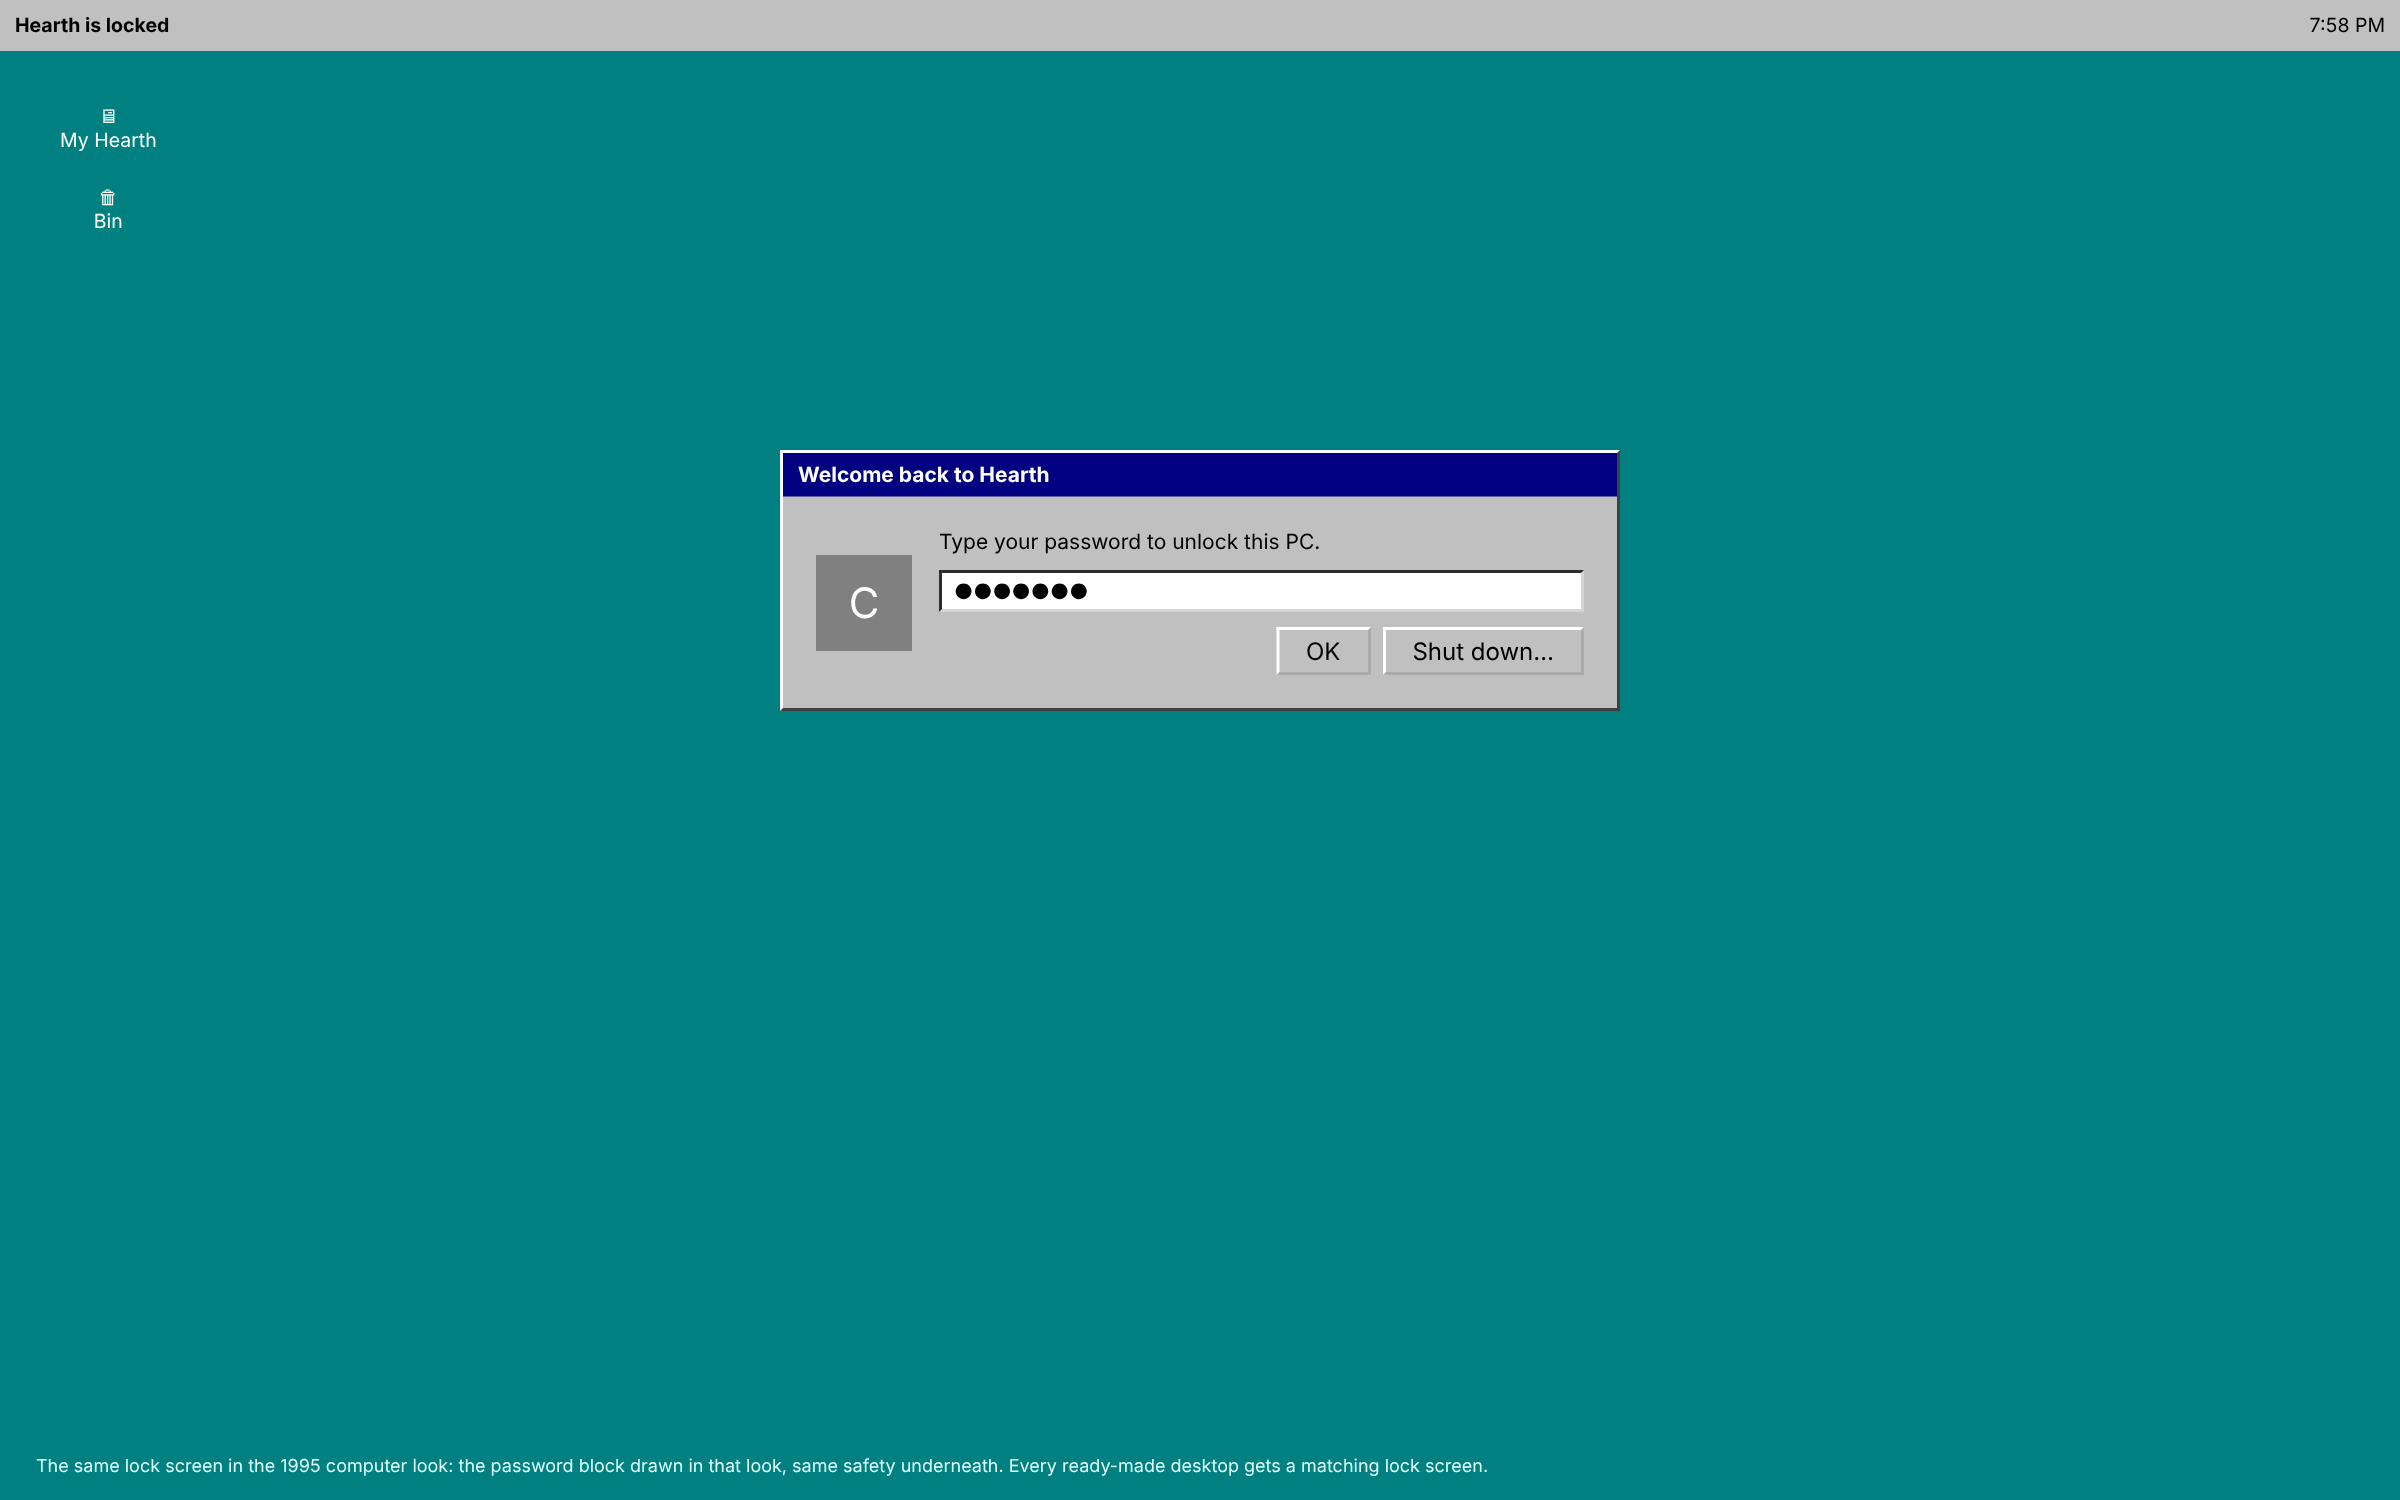 Hearth is locked
7:58 PM
My Hearth
Bin
Welcome back to Hearth
Type your password to unlock this PC.
C
●●●●●●●
OK
Shut down...
The same lock screen in the 1995 computer look: the password block drawn in that look, same safety underneath. Every ready-made desktop gets a matching lock screen.